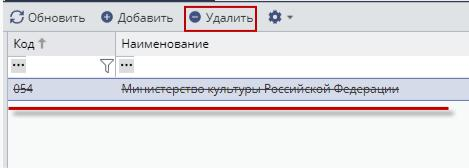 Обновить Добавить Удалить
Код Наименование
... ...
054 Министерство культуры Российской Федерации